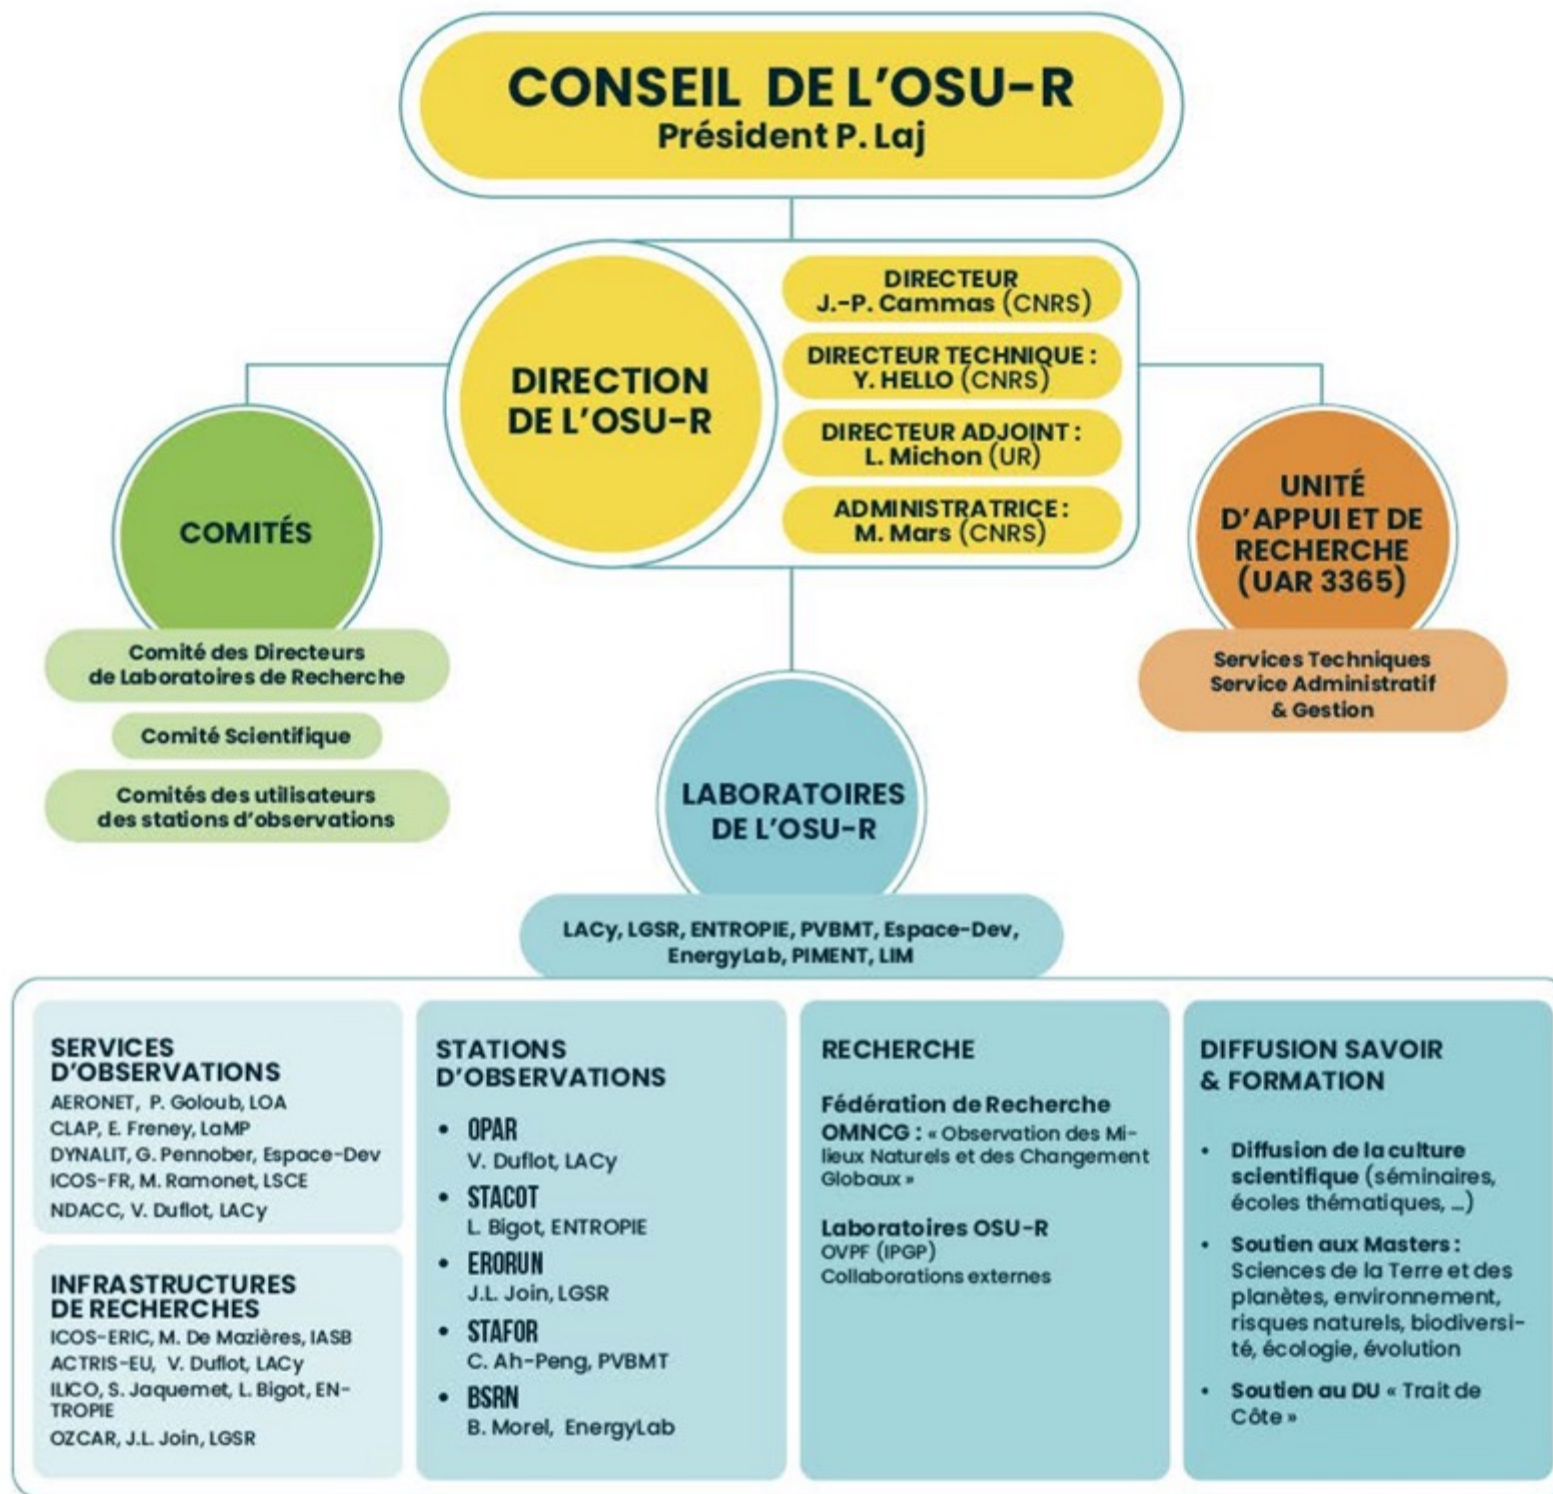 CONSEIL DE L'OSU-R
Président P. Laj
DIRECTION
DE L'OSU-R
DIRECTEUR
J.-P. Cammas (CNRS)
DIRECTEUR TECHNIQUE :
Y. HELLO (CNRS)
DIRECTEUR ADJOINT :
L. Michon (UR)
ADMINISTRATRICE :
M. Mars (CNRS)
COMITÉS
Comité des Directeurs
de Laboratoires de Recherche
Comité Scientifique
Comités des utilisateurs
des stations d'observations
UNITÉ
D'APPUI ET DE
RECHERCHE
(UAR 3365)
Services Techniques
Service Administratif
& Gestion
LABORATOIRES
DE L'OSU-R
LACy, LGSR, ENTROPIE, PVBMT, Espace-Dev,
EnergyLab, PIMENT, LIM
SERVICES
D'OBSERVATIONS
AERONET, P. Goloub, LOA
CLAP, E. Freney, LaMP
DYNALIT, G. Pennober, Espace-Dev
ICOS-FR, M. Ramonet, LSCE
NDACC, V. Duflot, LACy
INFRASTRUCTURES
DE RECHERCHES
ICOS-ERIC, M. De Mazières, IASB
ACTRIS-EU, V. Duflot, LACy
ILICO, S. Jaquemet, L. Bigot, EN-
TROPIE
OZCAR, J.L. Join, LGSR
STATIONS
D'OBSERVATIONS
• OPAR
V. Duflot, LACy
• STACOT
L. Bigot, ENTROPIE
• ERORUN
J.L. Join, LGSR
• STAFOR
C. Ah-Peng, PVBMT
• BSRN
B. Morel, EnergyLab
RECHERCHE
Fédération de Recherche
OMNCG : « Observation des Mi-
lieux Naturels et des Changement
Globaux »
Laboratoires OSU-R
OVPF (IPGP)
Collaborations externes
DIFFUSION SAVOIR
& FORMATION
• Diffusion de la culture
scientifique (séminaires,
écoles thématiques, ...)
• Soutien aux Masters :
Sciences de la Terre et des
planètes, environnement,
risques naturels, biodiversi-
té, écologie, évolution
• Soutien au DU « Trait de
Côte »